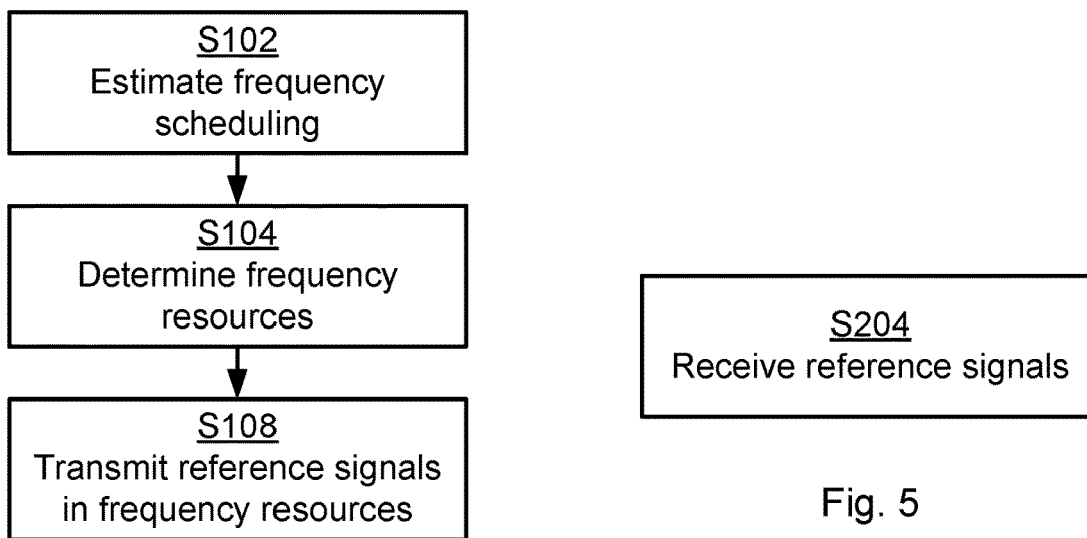 S102
Estimate frequency
scheduling
S104
Determine frequency
resources
S108
Transmit reference signals
in frequency resources
S204
Receive reference signals
Fig. 5